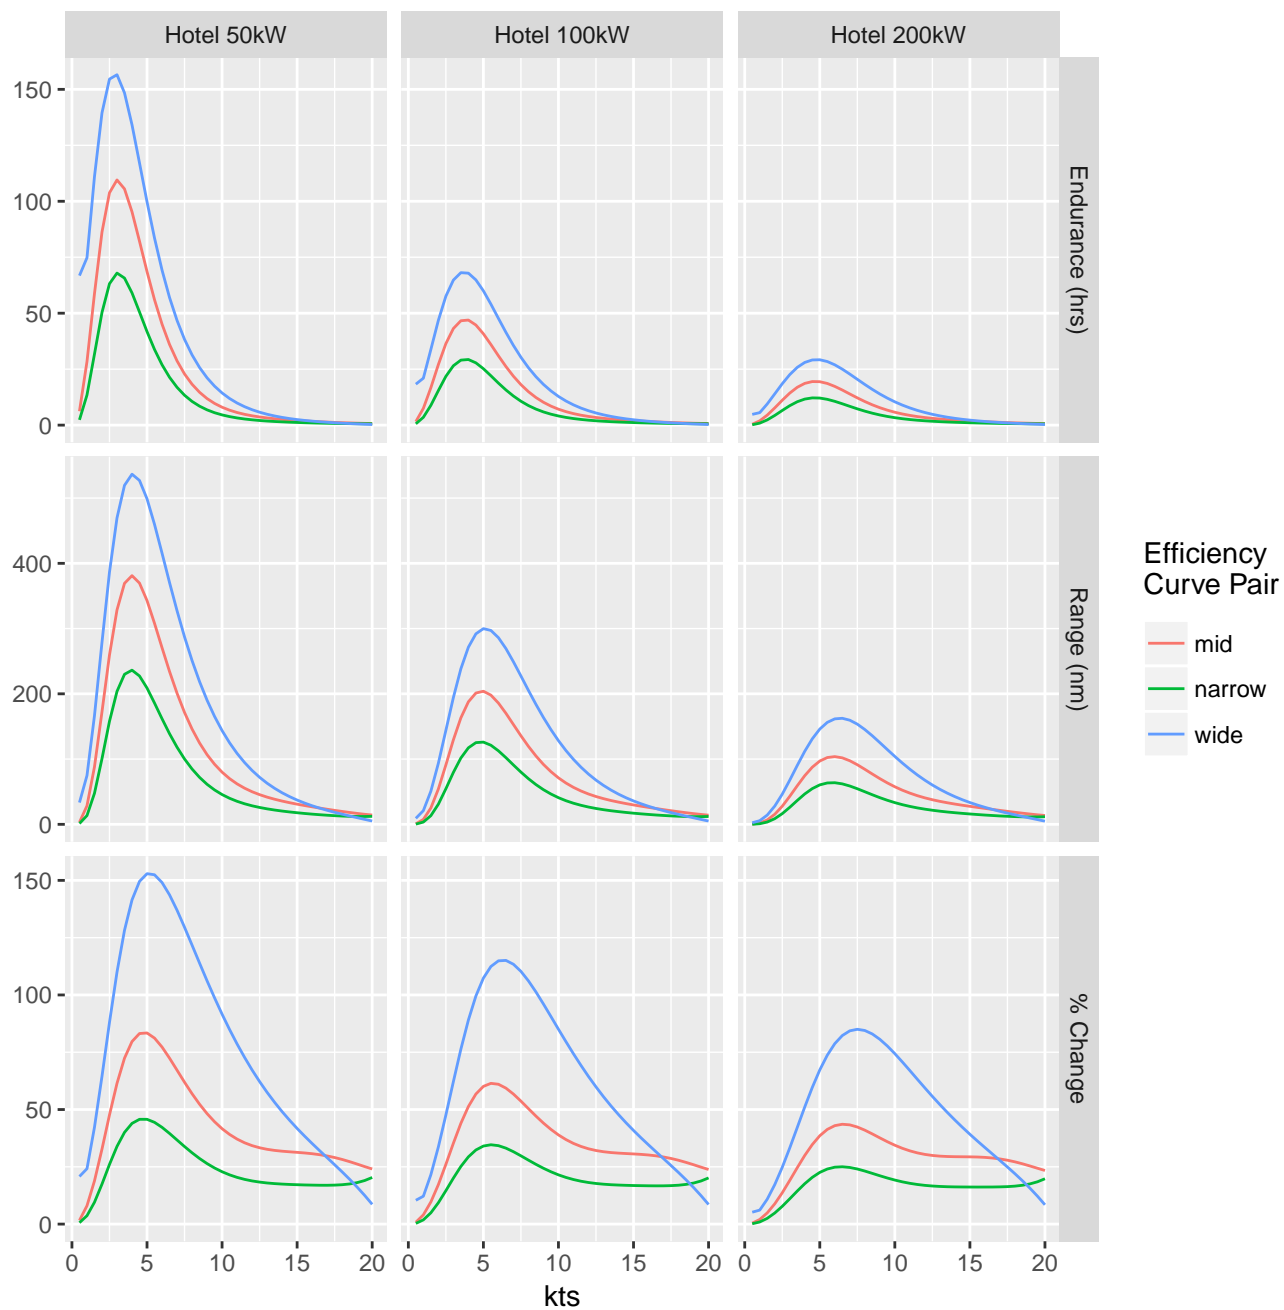 Hotel 50kW Hotel 100kW Hotel 200kW
150
100
50
0
Endurance (hrs)
400
200
0
Range (nm)
150
100
50
0
% Change
0 5 10 15 20 0 5 10 15 20 0 5 10 15 20
kts
Efficiency
Curve Pair
mid
narrow
wide